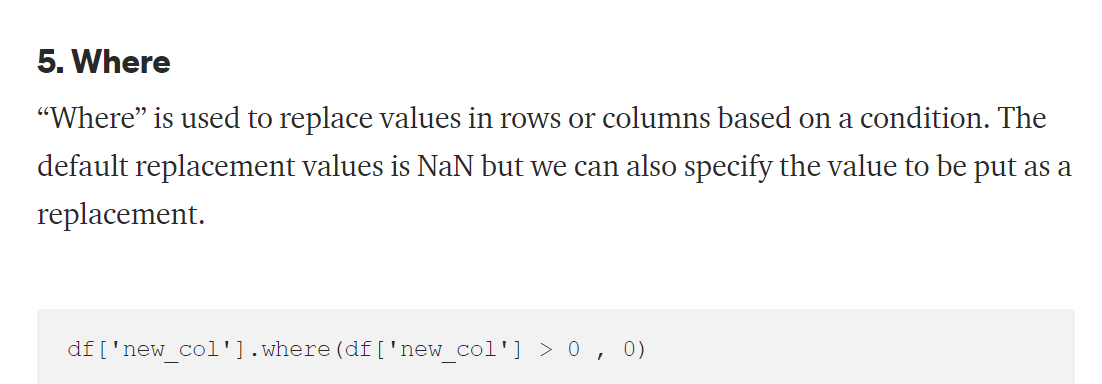 5. Where
“Where” is used to replace values in rows or columns based on a condition. The
default replacement values is NaN but we can also specify the value to be put as a
replacement.
df['new_col'].where(df['new_col'] > 0 , 0)